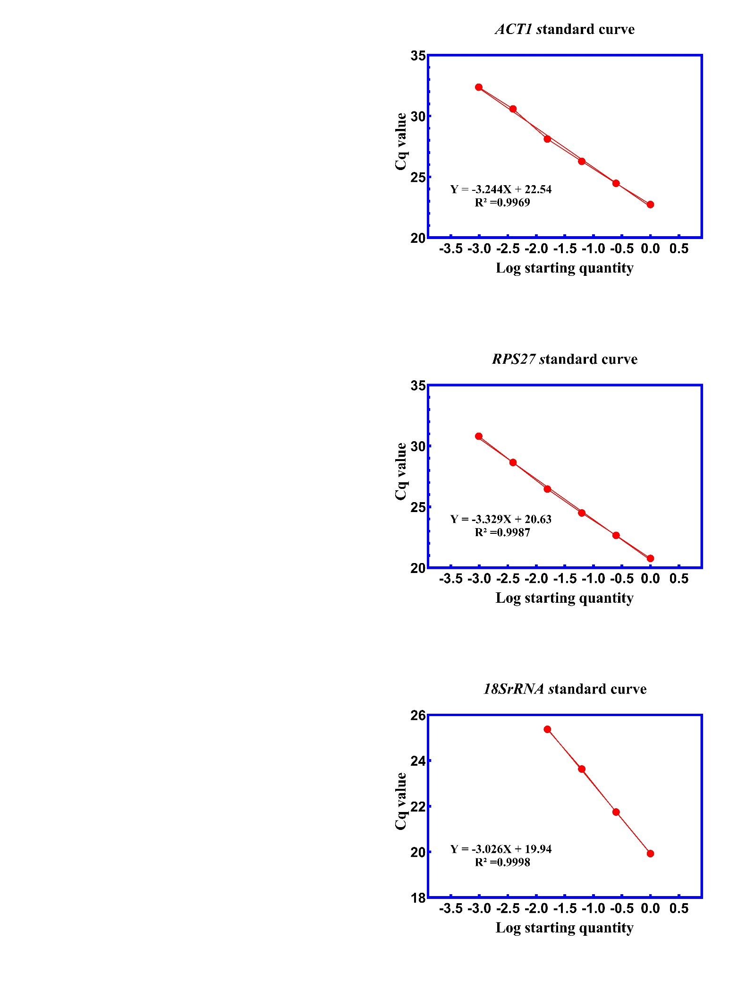 ACT1 standard curve
35
30
25
20
Cq value
Y = -3.244X + 22.54
R² =0.9969
-3.5 -3.0 -2.5 -2.0 -1.5 -1.0 -0.5 0.0 0.5
Log starting quantity
RPS27 standard curve
35
30
25
20
Cq value
Y = -3.329X + 20.63
R² =0.9987
-3.5 -3.0 -2.5 -2.0 -1.5 -1.0 -0.5 0.0 0.5
Log starting quantity
18SrRNA standard curve
26
24
22
20
18
Cq value
Y = -3.026X + 19.94
R² =0.9998
-3.5 -3.0 -2.5 -2.0 -1.5 -1.0 -0.5 0.0 0.5
Log starting quantity